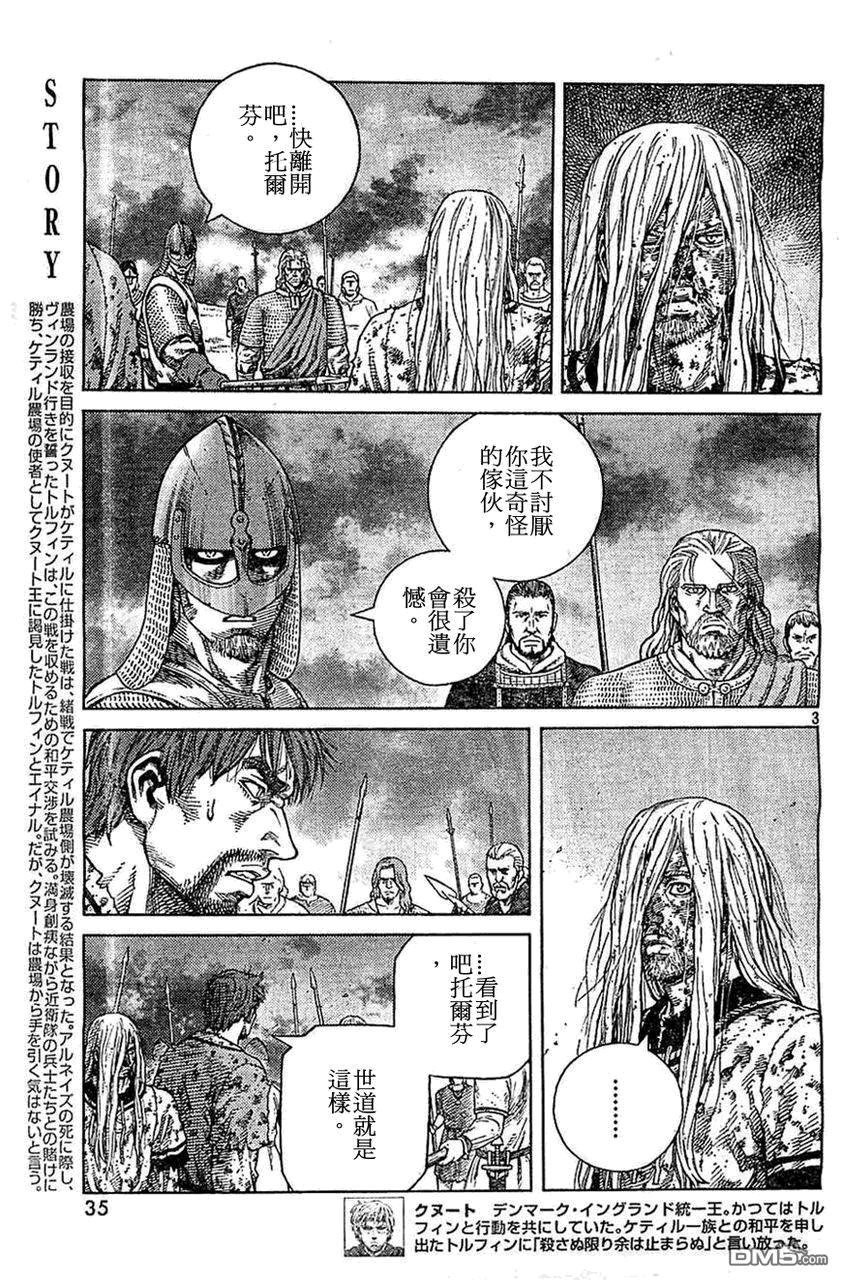 STORY
農場の接収を目的にクヌートがケティルに仕掛けた戦は、緒戦でケティル農場側が壊滅する結果となった。アルネイズの死に際し、
ヴィンランド行きを誓ったトルフィンは、この戦を収めるための和平交渉を試みる。満身創痍ながら近衛隊の兵士たちとの賭けに
勝ち、ケティル農場の使者としてクヌート王に謁見したトルフィンとエイナル。だが、クヌートは農場から手を引く気はないと言う。
……快離開
吧，托爾
芬。
我不討厭
你這奇怪
的傢伙，
殺了你
會很遺
憾。
3
…………
……看到了
吧托爾芬
，
世道就是
這樣。
35
クヌート　デンマーク・イングランド統一王。かつてはトル
フィンと行動を共にしていた。ケティル一族との和平を申し
出たトルフィンに「殺さぬ限り余は止まらぬ」と言い放った。
DM5.com